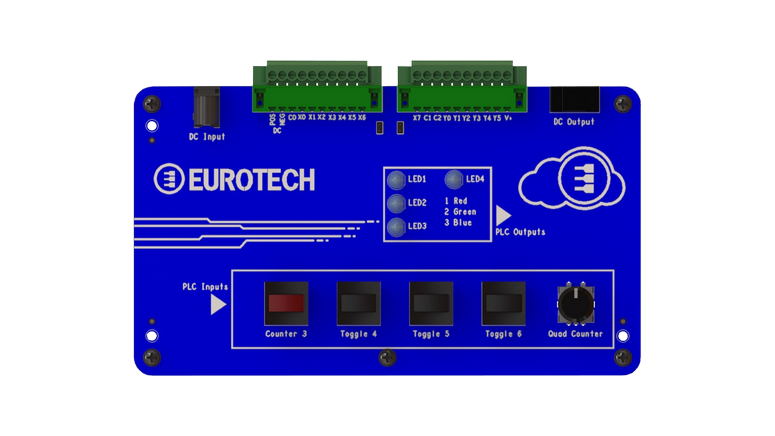 POS NEG C0 X0 X1 X2 X3 X4 X5 X6
DC
X7 C1 C2 Y0 Y1 Y2 Y3 Y4 Y5 V+
DC Input
DC Output
EUROTECH
LED1
LED4
LED2
LED3
1 Red
2 Green
3 Blue
PLC Outputs
PLC Inputs
Counter 3
Toggle 4
Toggle 5
Toggle 6
Quad Counter